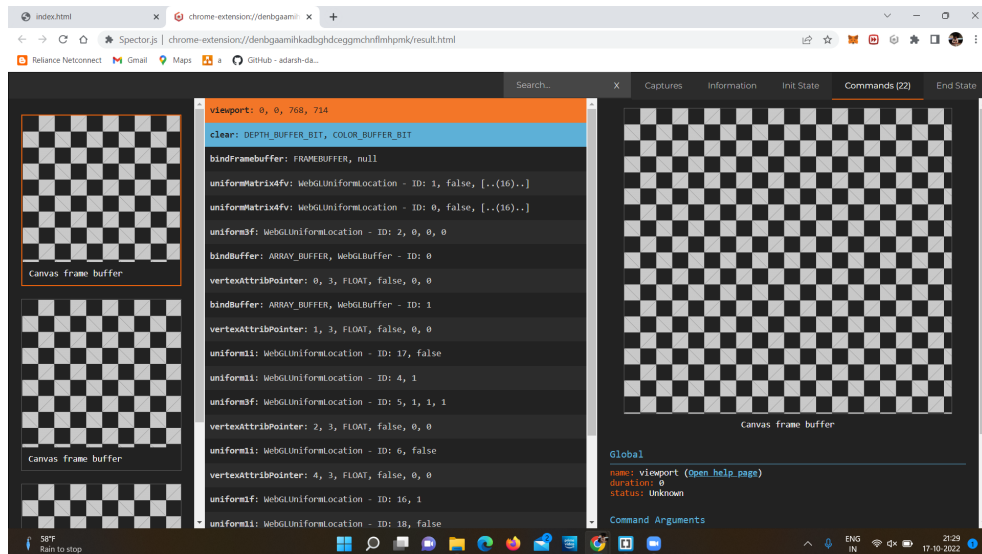 index.html
chrome-extension://denbgaamih
Spector.js | chrome-extension://denbgaamihkadbghdceggmchnflmhpmk/result.html
Reliance Netconnect
Gmail
Maps
a
GitHub - adarsh-da...
Search...
X
Captures
Information
Init State
Commands (22)
End State
Canvas frame buffer
Canvas frame buffer
viewport: 0, 0, 768, 714
clear: DEPTH_BUFFER_BIT, COLOR_BUFFER_BIT
bindFramebuffer: FRAMEBUFFER, null
uniformMatrix4fv: WebGLUniformLocation - ID: 1, false, [..(16)..]
uniformMatrix4fv: WebGLUniformLocation - ID: 0, false, [..(16)..]
uniform3f: WebGLUniformLocation - ID: 2, 0, 0, 0
bindBuffer: ARRAY_BUFFER, WebGLBuffer - ID: 0
vertexAttribPointer: 0, 3, FLOAT, false, 0, 0
bindBuffer: ARRAY_BUFFER, WebGLBuffer - ID: 1
vertexAttribPointer: 1, 3, FLOAT, false, 0, 0
uniform1i: WebGLUniformLocation - ID: 17, false
uniform1i: WebGLUniformLocation - ID: 4, 1
uniform3f: WebGLUniformLocation - ID: 5, 1, 1, 1
vertexAttribPointer: 2, 3, FLOAT, false, 0, 0
uniform1i: WebGLUniformLocation - ID: 6, false
vertexAttribPointer: 4, 3, FLOAT, false, 0, 0
uniform1f: WebGLUniformLocation - ID: 16, 1
uniform1i: WebGLUniformLocation - ID: 18, false
Canvas frame buffer
Global
name: viewport (Open help page)
duration: 0
status: Unknown
Command Arguments
58°F
Rain to stop
ENG
IN
21:29
17-10-2022